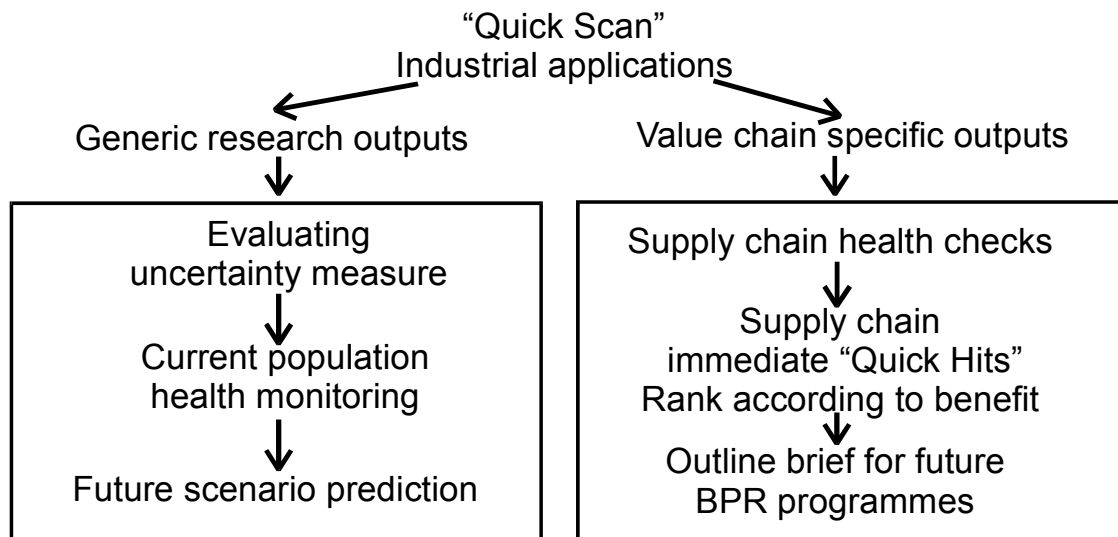 “Quick Scan”
Industrial applications
Generic research outputs
Evaluating
uncertainty measure
Current population
health monitoring
Future scenario prediction
Value chain specific outputs
Supply chain health checks
Supply chain
immediate “Quick Hits”
Rank according to benefit
Outline brief for future
BPR programmes